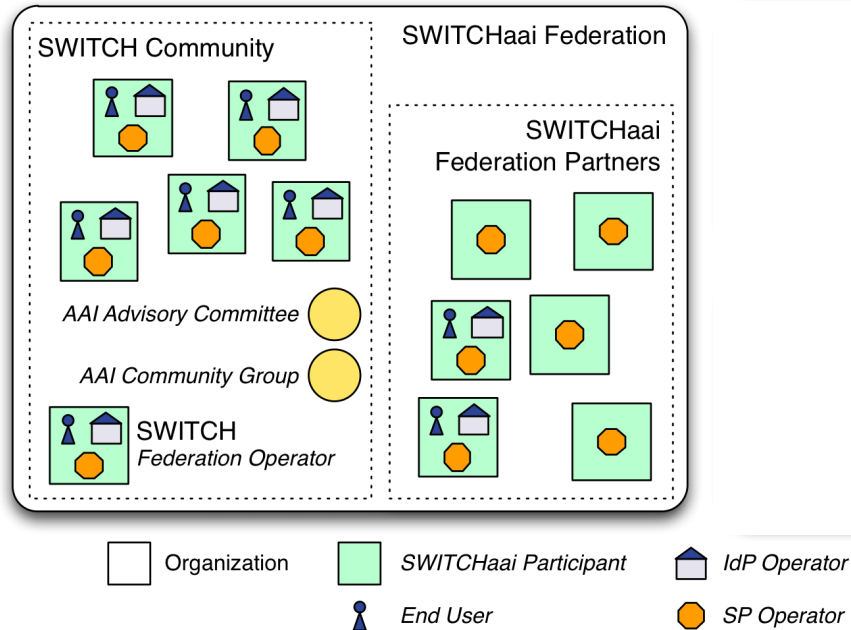 SWITCH Community
SWITCHaai Federation
SWITCHaai
Federation Partners
AAI Advisory Committee
AAI Community Group
SWITCH
Federation Operator
Organization
SWITCHaai Participant
IdP Operator
End User
SP Operator